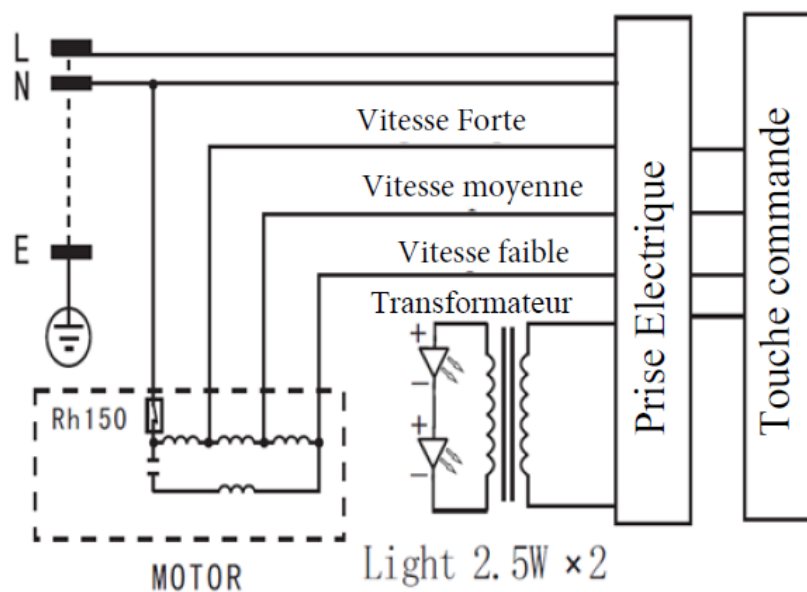 L
N
Vitesse Forte
Vitesse moyenne
E
Vitesse faible
Transformateur
+
-
+
-
Rh150
MOTOR
Light 2.5W ×2
Prise Electrique
Touche commande